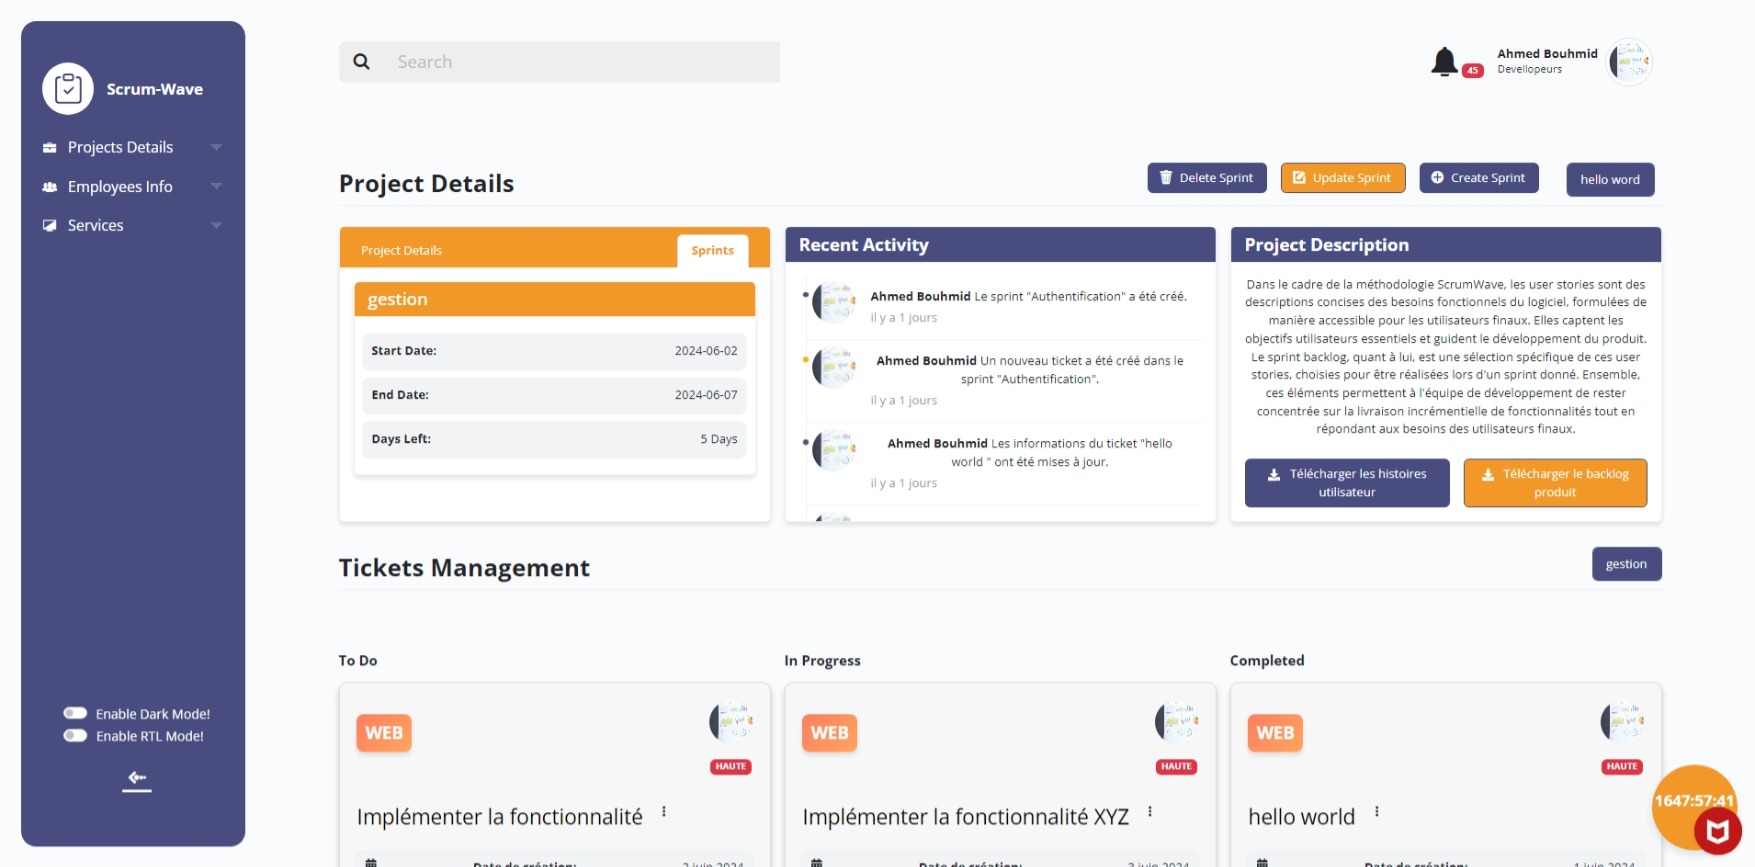 Scrum-Wave
Projects Details
Employees Info
Services
Enable Dark Mode!
Enable RTL Mode!
Search
45
Ahmed Bouhmid
Devellopeurs
Project Details
Delete Sprint
Update Sprint
Create Sprint
hello word
Project Details
Sprints
gestion
Start Date:
2024-06-02
End Date:
2024-06-07
Days Left:
5 Days
Recent Activity
Ahmed Bouhmid Le sprint "Authentification" a été créé.
il y a 1 jours
Ahmed Bouhmid Un nouveau ticket a été créé dans le
sprint "Authentification".
il y a 1 jours
Ahmed Bouhmid Les informations du ticket "hello
world " ont été mises à jour.
il y a 1 jours
Project Description
Dans le cadre de la méthodologie ScrumWave, les user stories sont des
descriptions concises des besoins fonctionnels du logiciel, formulées de
manière accessible pour les utilisateurs finaux. Elles captent les
objectifs utilisateurs essentiels et guident le développement du produit.
Le sprint backlog, quant à lui, est une sélection spécifique de ces user
stories, choisies pour être réalisées lors d'un sprint donné. Ensemble,
ces éléments permettent à l'équipe de développement de rester
concentrée sur la livraison incrémentielle de fonctionnalités tout en
répondant aux besoins des utilisateurs finaux.
Télécharger les histoires
utilisateur
Télécharger le backlog
produit
Tickets Management
gestion
To Do
WEB
HAUTE
Implémenter la fonctionnalité
Date de création:
2 juin 2024
In Progress
WEB
HAUTE
Implémenter la fonctionnalité XYZ
Date de création:
3 juin 2024
Completed
WEB
HAUTE
hello world
Date de création:
1 juin 2024
1647:57:41